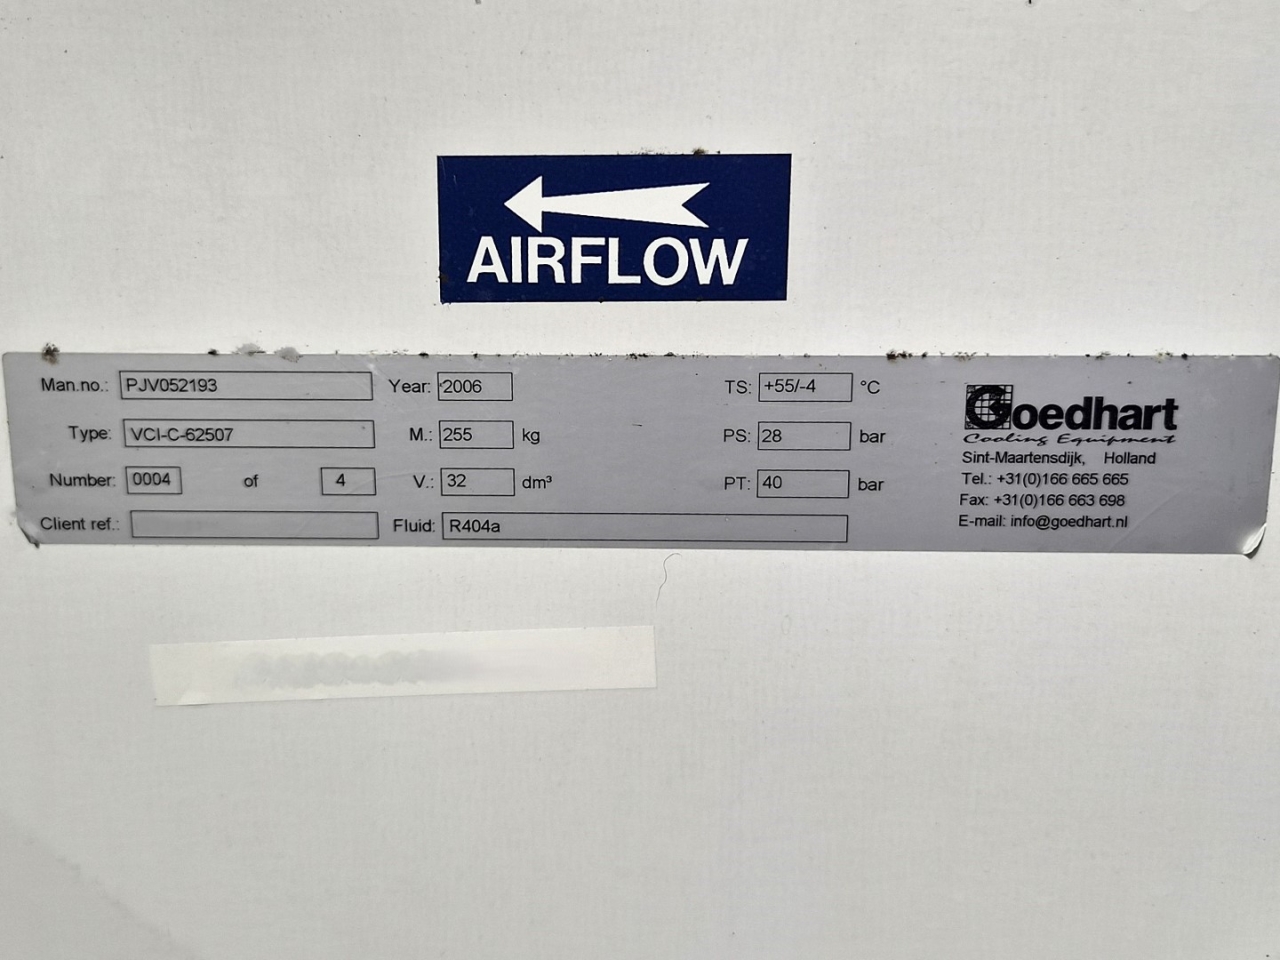 AIRFLOW
Man.no.: PJV052193 Year: 2006 TS: +55/-4 °C
Type: VCI-C-62507 M.: 255 kg PS: 28 bar
Number: 0004 of 4 V.: 32 dm³ PT: 40 bar
Client ref.: Fluid: R404a
Goedhart
Cooling Equipment
Sint-Maartensdijk, Holland
Tel.: +31(0)166 665 665
Fax: +31(0)166 663 698
E-mail: info@goedhart.nl